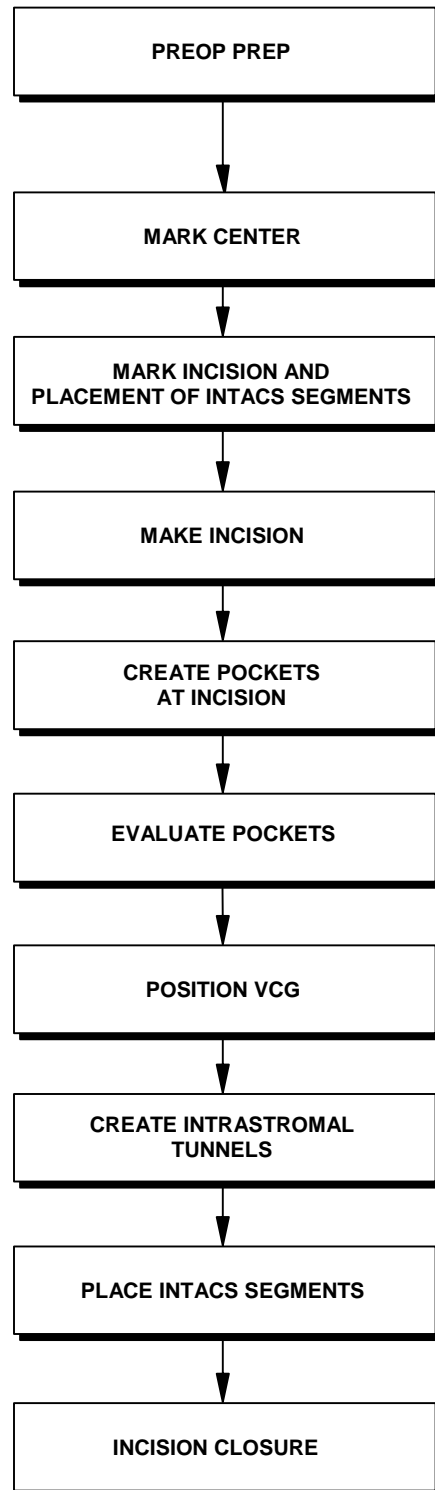 PREOP PREP
MARK CENTER
MARK INCISION AND
PLACEMENT OF INTACS SEGMENTS
MAKE INCISION
CREATE POCKETS
AT INCISION
EVALUATE POCKETS
POSITION VCG
CREATE INTRASTROMAL
TUNNELS
PLACE INTACS SEGMENTS
INCISION CLOSURE